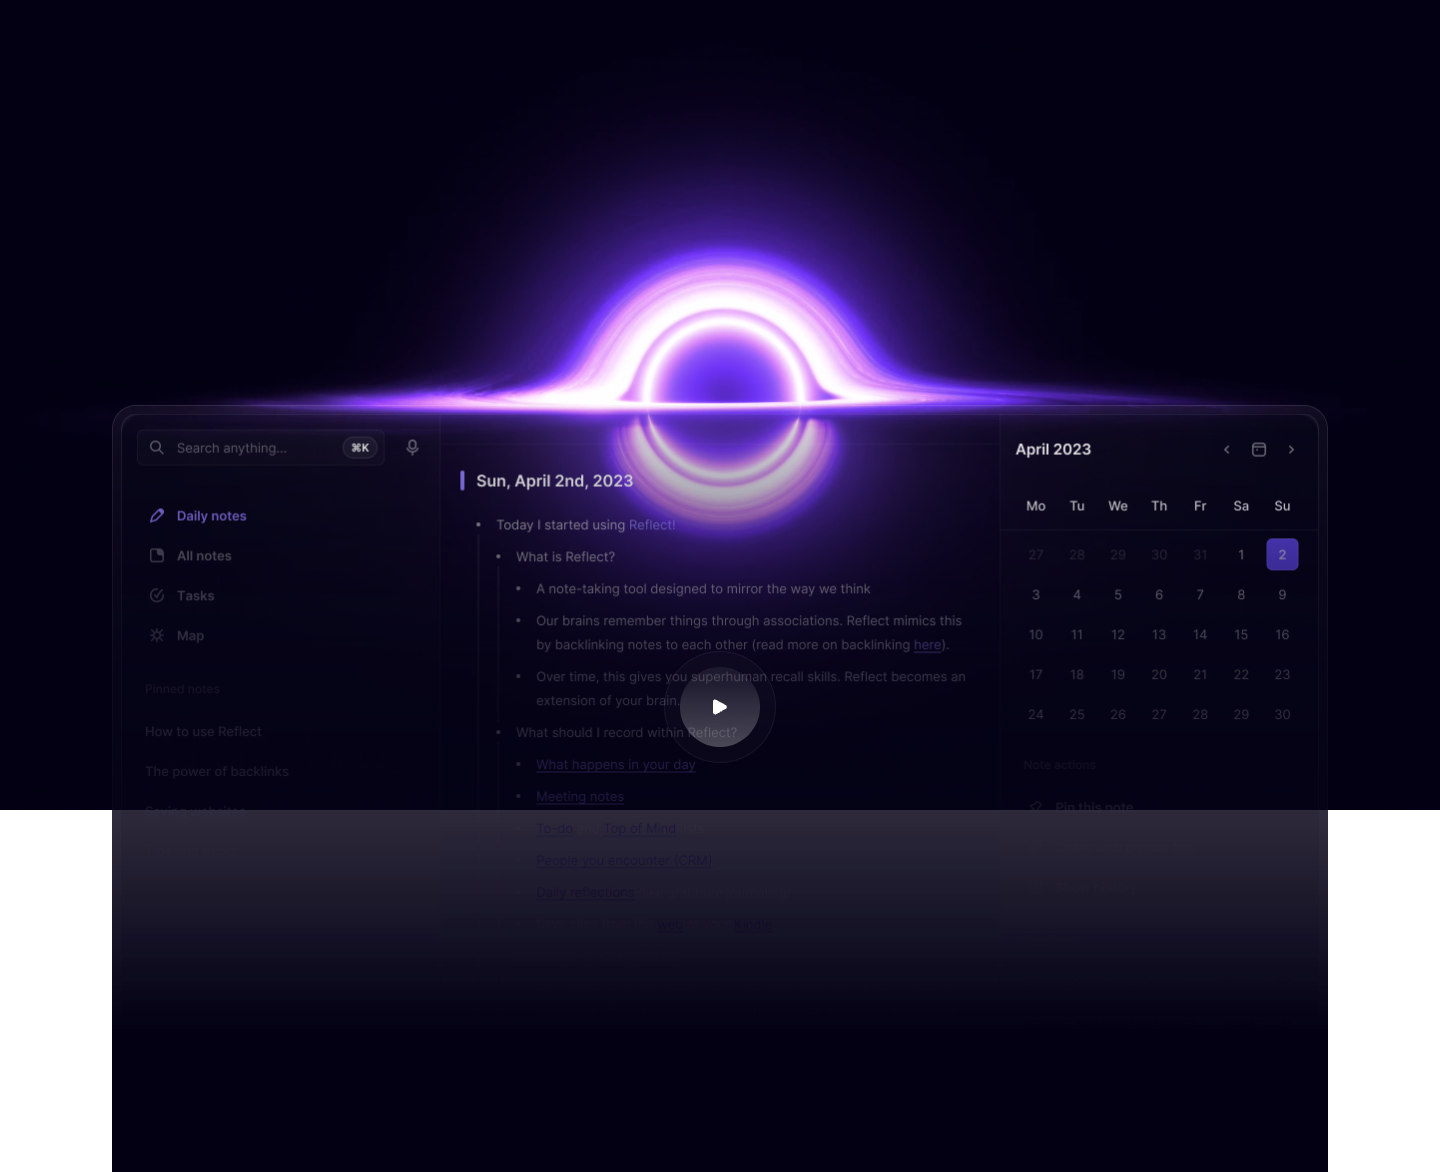 Search anything...
⌘K
Daily notes
All notes
Tasks
Map
Pinned notes
How to use Reflect
The power of backlinks
Sun, April 2nd, 2023
Today I started using Reflect!
What is Reflect?
A note-taking tool designed to mirror the way we think
Our brains remember things through associations. Reflect mimics this
by backlinking notes to each other (read more on backlinking here).
Over time, this gives you superhuman recall skills. Reflect becomes an
extension of your brain.
What should I record within Reflect?
What happens in your day
Meeting notes
To-do Top of Mind
People you encounter (CRM)
Daily reflections
Kindle
April 2023
Mo Tu We Th Fr Sa Su
27 28 29 30 31 1 2
3 4 5 6 7 8 9
10 11 12 13 14 15 16
17 18 19 20 21 22 23
24 25 26 27 28 29 30
Note actions
Pin this note